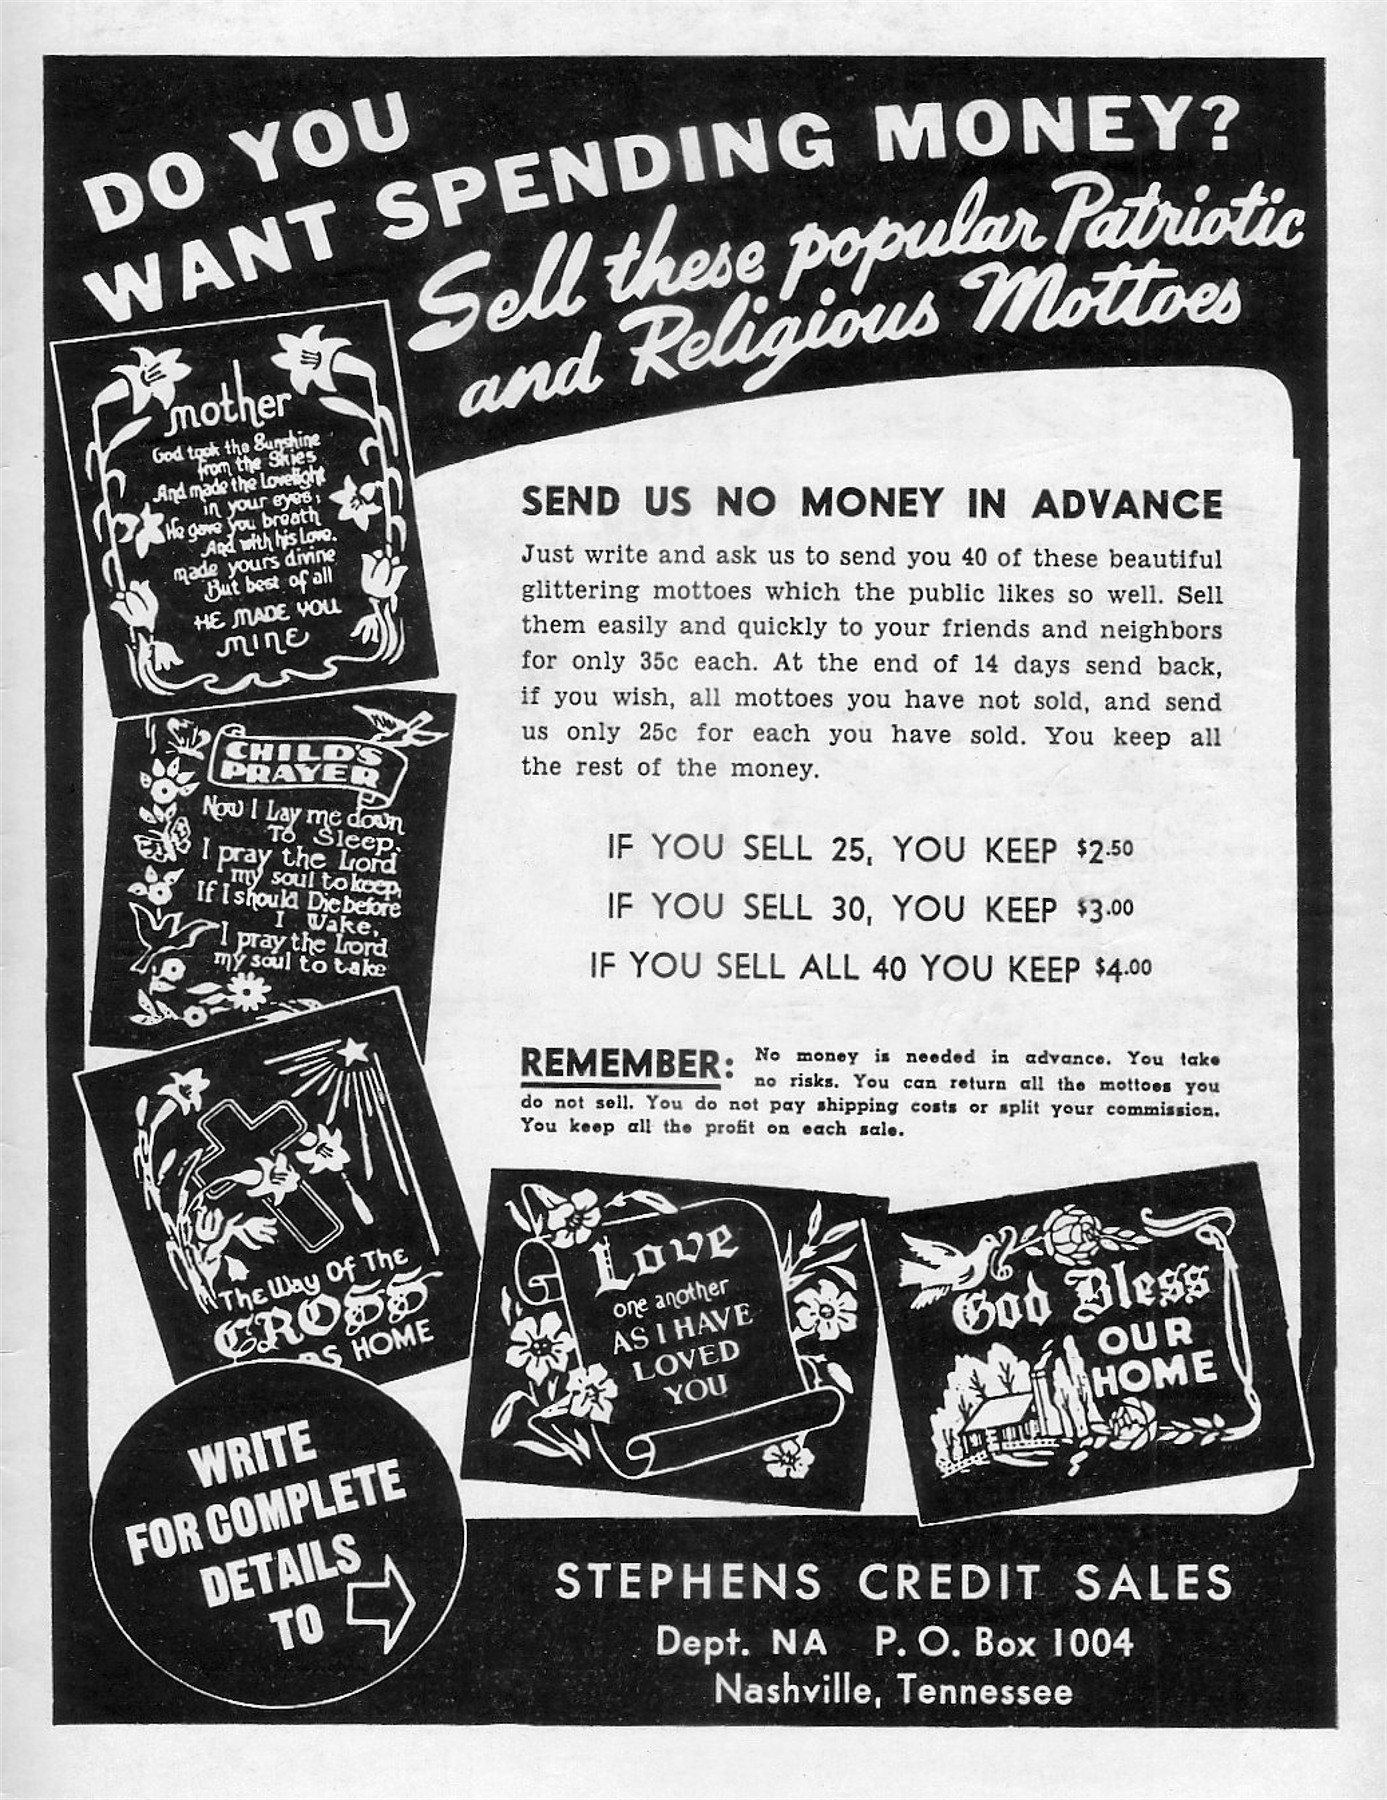 DO YOU
WANT SPENDING MONEY?
Sell these popular Patriotic
and Religious Mottoes
mother
God took the Sunshine
from the Skies
And made the Lovelight
in your eyes;
He gave you breath
And with his Love.
made yours divine
But best of all
HE MADE YOU
MINE
CHILD'S
PRAYER
Now I Lay me down
To Sleep.
I pray the Lord
my soul to keep,
If I should Die before
I Wake,
I pray the Lord
my soul to take
The Way Of The
CROSS
DS HOME
SEND US NO MONEY IN ADVANCE
Just write and ask us to send you 40 of these beautiful
glittering mottoes which the public likes so well. Sell
them easily and quickly to your friends and neighbors
for only 35c each. At the end of 14 days send back,
if you wish, all mottoes you have not sold, and send
us only 25c for each you have sold. You keep all
the rest of the money.
IF YOU SELL 25, YOU KEEP $2.50
IF YOU SELL 30, YOU KEEP $3.00
IF YOU SELL ALL 40 YOU KEEP $4.00
REMEMBER: No money is needed in advance. You take
no risks. You can return all the mottoes you
do not sell. You do not pay shipping costs or split your commission.
You keep all the profit on each sale.
Love
one another
AS I HAVE
LOVED
YOU
God Bless
OUR
HOME
WRITE
FOR COMPLETE
DETAILS
TO
STEPHENS CREDIT SALES
Dept. NA P. O. Box 1004
Nashville, Tennessee